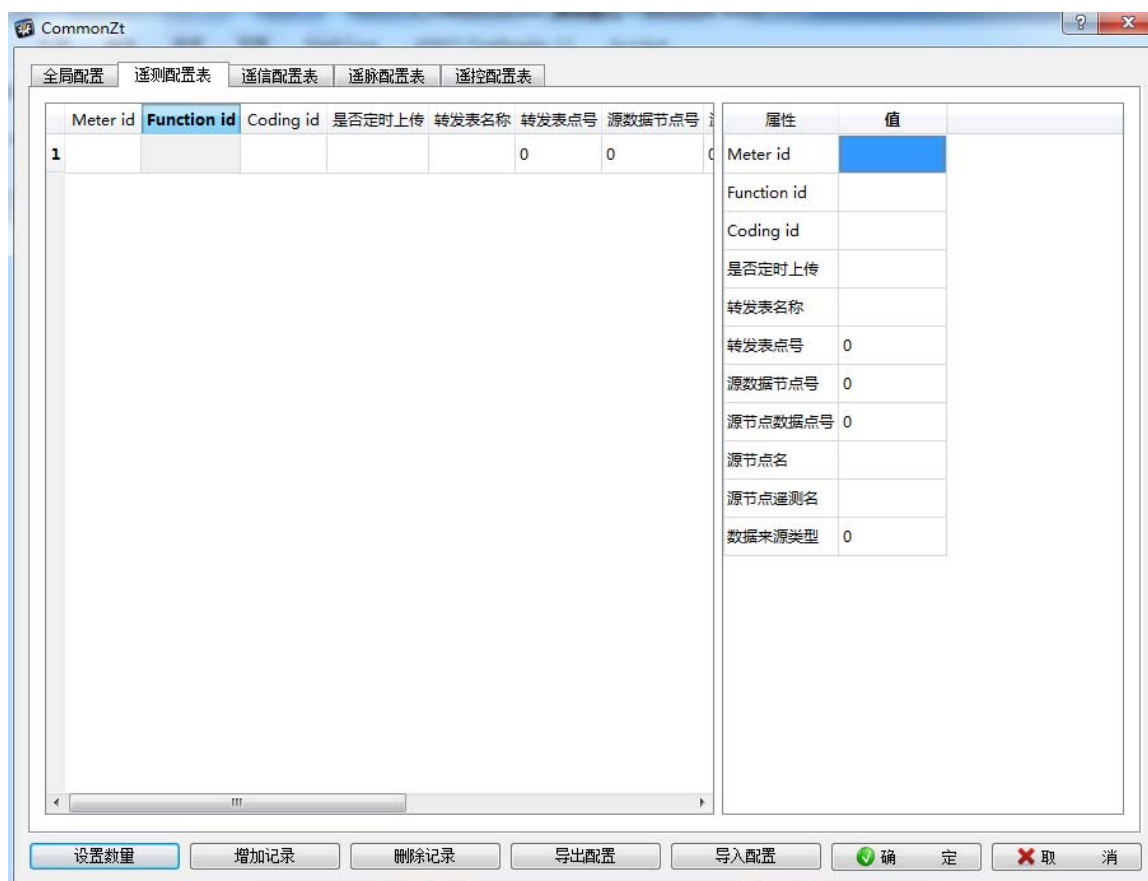 CommonZt
全局配置 遥测配置表 遥信配置表 遥脉配置表 遥控配置表
Meter id Function id Coding id 是否定时上传 转发表名称 转发表点号 源数据节点号
1 0 0
属性 值
Meter id
Function id
Coding id
是否定时上传
转发表名称
转发表点号 0
源数据节点号 0
源节点数据点号 0
源节点名
源节点遥测名
数据来源类型 0
设置数量 增加记录 删除记录 导出配置 导入配置 确 定 取 消